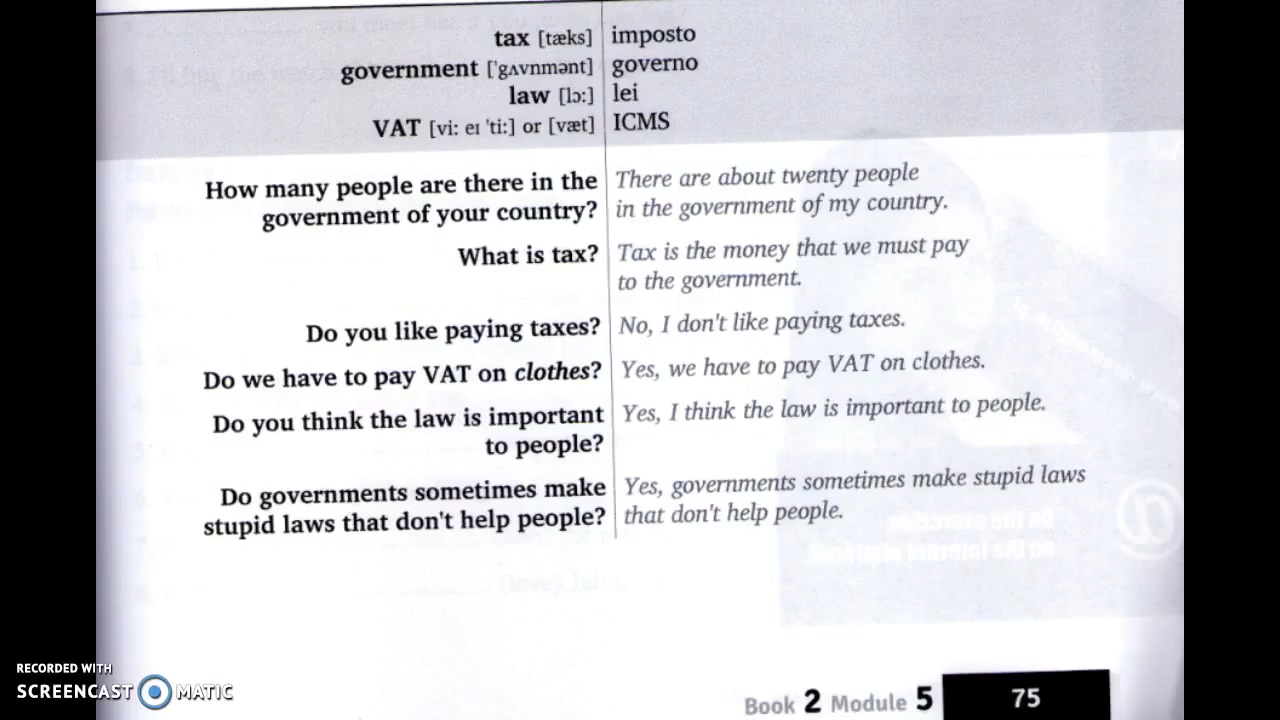 tax [tæks] imposto
government ['gʌvnmənt] governo
law [lɔ:] lei
VAT [vi: eɪ 'ti:] or [væt] ICMS
How many people are there in the
government of your country?
There are about twenty people
in the government of my country.
What is tax?
Tax is the money that we must pay
to the government.
Do you like paying taxes?
No, I don't like paying taxes.
Do we have to pay VAT on clothes?
Yes, we have to pay VAT on clothes.
Do you think the law is important
to people?
Yes, I think the law is important to people.
Do governments sometimes make
stupid laws that don't help people?
Yes, governments sometimes make stupid laws
that don't help people.
RECORDED WITH
SCREENCAST MATIC
Book 2 Module 5 75